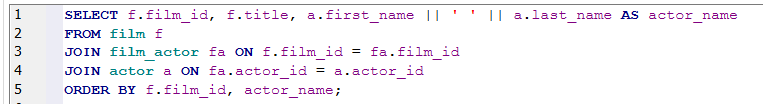 1 SELECT f.film_id, f.title, a.first_name || ' ' || a.last_name AS actor_name
2 FROM film f
3 JOIN film_actor fa ON f.film_id = fa.film_id
4 JOIN actor a ON fa.actor_id = a.actor_id
5 ORDER BY f.film_id, actor_name;